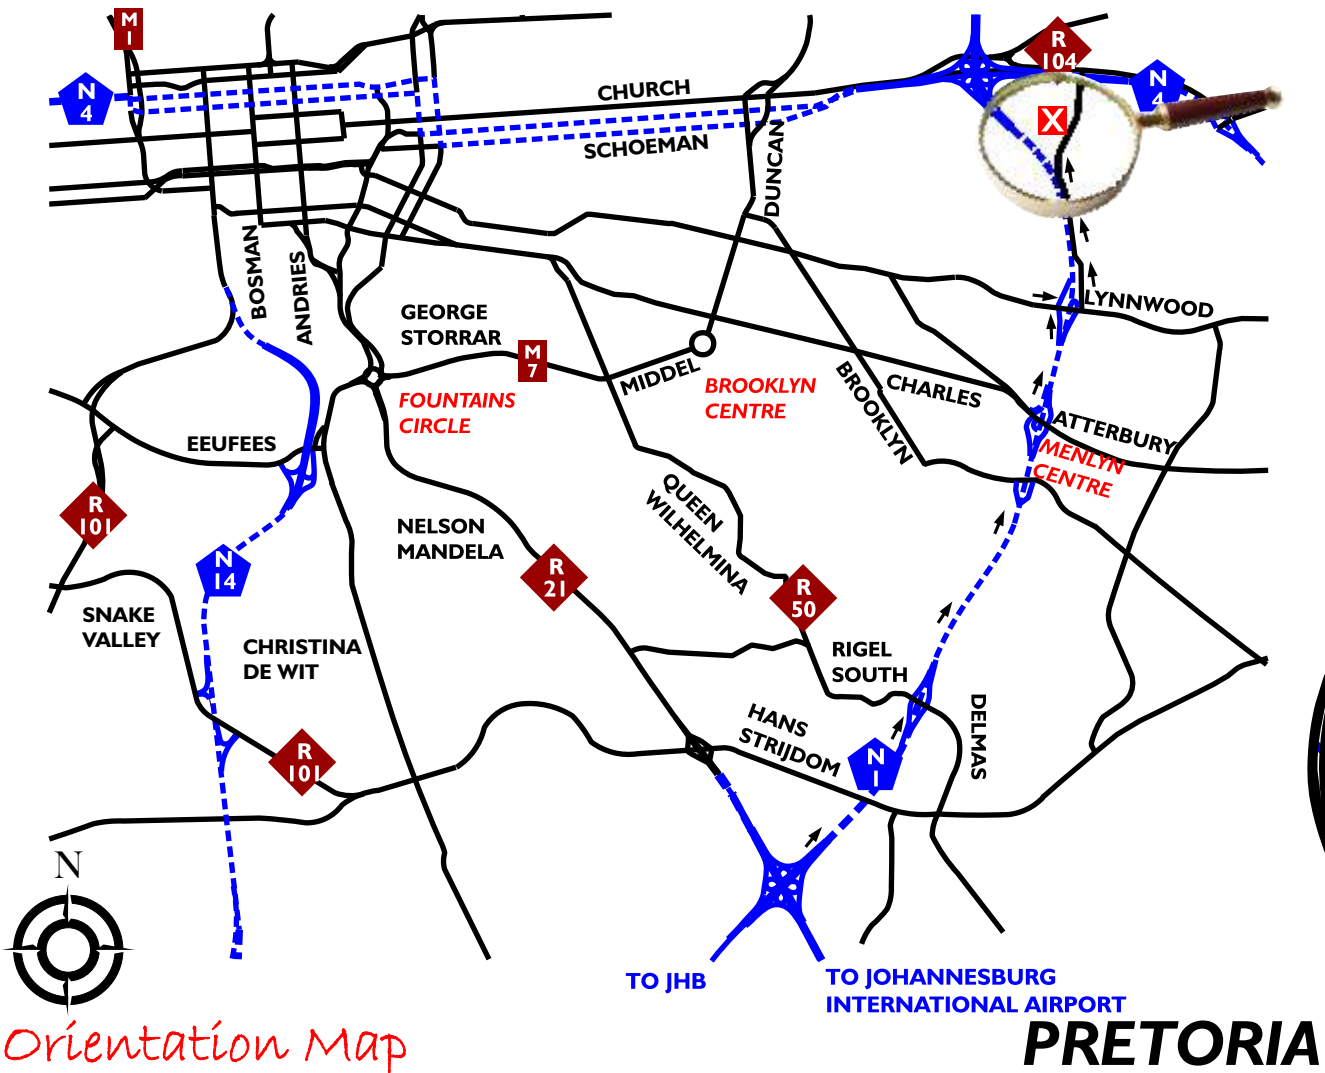 M
1
R
104
N
4
N
4
CHURCH
X
SCHOEMAN
DUNCAN
BOSMAN
ANDRIES
LYNNWOOD
GEORGE
STORRAR
M
7
MIDDEL
BROOKLYN
CENTRE
BROOKLYN
CHARLES
FOUNTAINS
CIRCLE
ATTERBURY
MENLYN
CENTRE
EEUFEES
R
101
QUEEN
WILHELMINA
NELSON
MANDELA
N
14
R
21
R
50
SNAKE
VALLEY
CHRISTINA
DE WIT
RIGEL
SOUTH
HANS
STRIJDOM
DELMAS
N
1
R
101
N
TO JHB
TO JOHANNESBURG
INTERNATIONAL AIRPORT
Orientation Map
PRETORIA